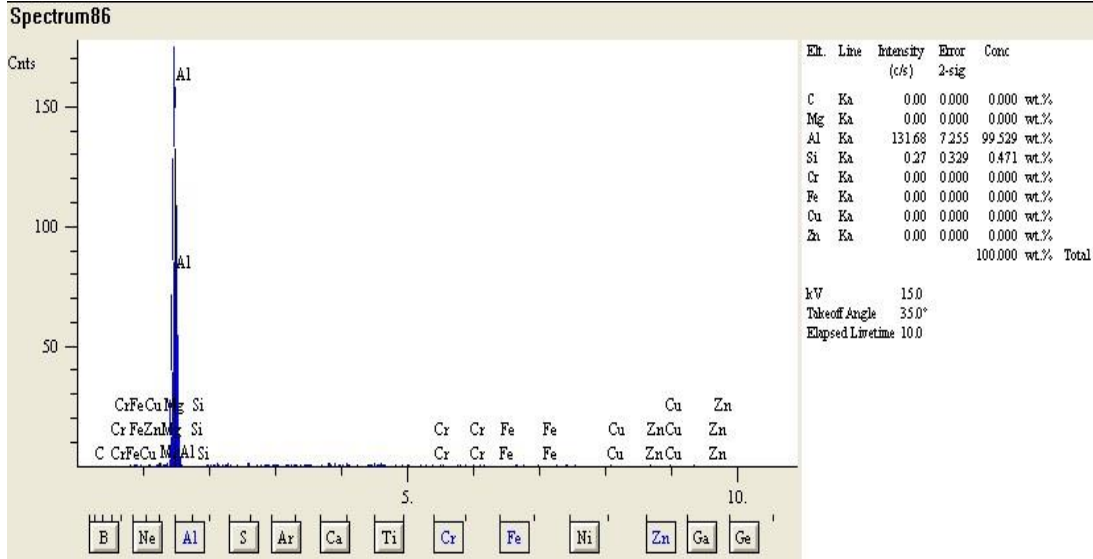 Spectrum86
Cnts
150
100
50
Al
Al
CrFeCu Mg Si Cu Zn
Cr FeZnMg Si Cr Cr Fe Fe Cu ZnCu Zn
C CrFeCu MgAl Si Cr Cr Fe Fe Cu ZnCu Zn
5. 10.
B Ne Al S Ar Ca Ti Cr Fe Ni Zn Ga Ge
Elt. Line Intensity Error Conc
(c/s) 2-sig
C Ka 0.00 0.000 0.000 wt.%
Mg Ka 0.00 0.000 0.000 wt.%
Al Ka 131.68 7.255 99.529 wt.%
Si Ka 0.27 0.329 0.471 wt.%
Cr Ka 0.00 0.000 0.000 wt.%
Fe Ka 0.00 0.000 0.000 wt.%
Cu Ka 0.00 0.000 0.000 wt.%
Zn Ka 0.00 0.000 0.000 wt.%
100.000 wt.% Total
kV 15.0
Takeoff Angle 35.0°
Elapsed Livetime 10.0